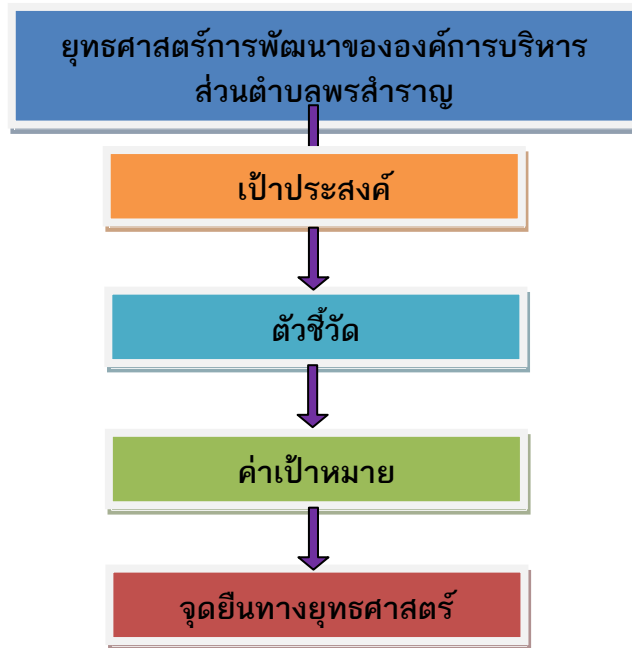 ยุทธศาสตร์การพัฒนาขององค์การบริหาร
ส่วนตำบลพรสำราญ
เป้าประสงค์
ตัวชี้วัด
ค่าเป้าหมาย
จุดยืนทางยุทธศาสตร์